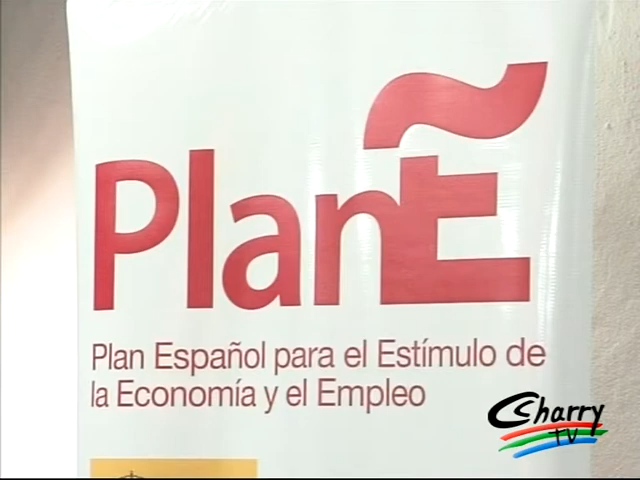 PlanE
Plan Español para el Estímulo de
la Economía y el Empleo
Charry
TV